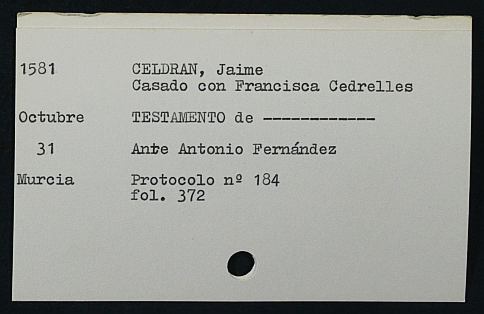 1581 CELDRAN, Jaime
Casado con Francisca Cedrelles
Octubre TESTAMENTO de ------------
31 Ante Antonio Fernández
Murcia Protocolo nº 184
fol. 372